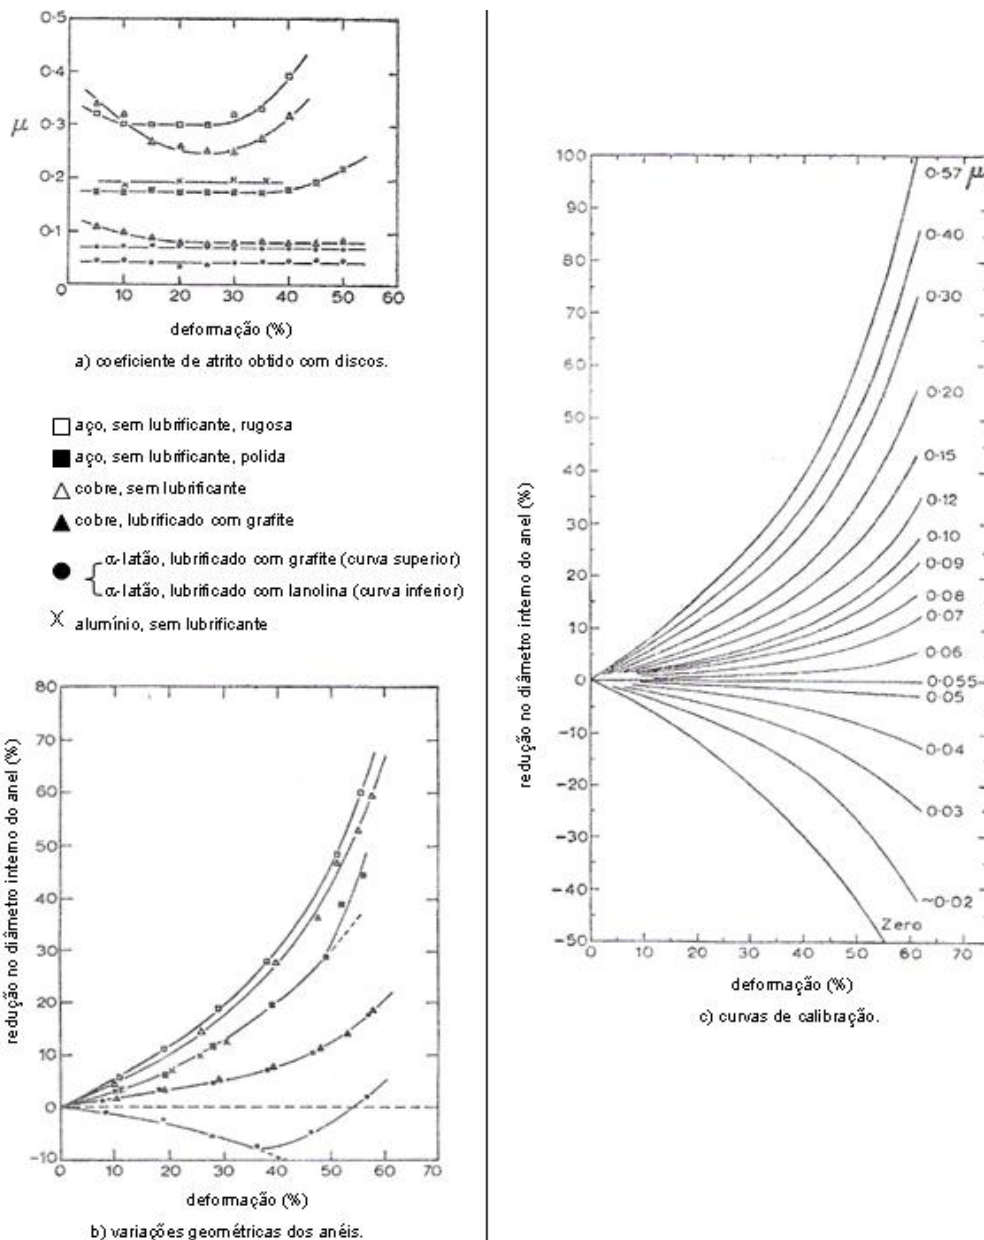 0·5
0·4
μ 0·3
0·2
0·1
0 10 20 30 40 50 60
deformação (%)
a) coeficiente de atrito obtido com discos.
aço, sem lubrificante, rugosa
aço, sem lubrificante, polida
cobre, sem lubrificante
cobre, lubrificado com grafite
α-latão, lubrificado com grafite (curva superior)
α-latão, lubrificado com lanolina (curva inferior)
alumínio, sem lubrificante
redução no diâmetro interno do anel (%)
80
70
60
50
40
30
20
10
0
-10
0 10 20 30 40 50 60 70
deformação (%)
b) variações geométricas dos anéis.
redução no diâmetro interno do anel (%)
100
90
80
70
60
50
40
30
20
10
0
-10
-20
-30
-40
-50
0·57 μ
0·40
0·30
0·20
0·15
0·12
0·10
0·09
0·08
0·07
0·06
0·055
0·05
0·04
0·03
~0·02
Zero
0 10 20 30 40 50 60 70
deformação (%)
c) curvas de calibração.